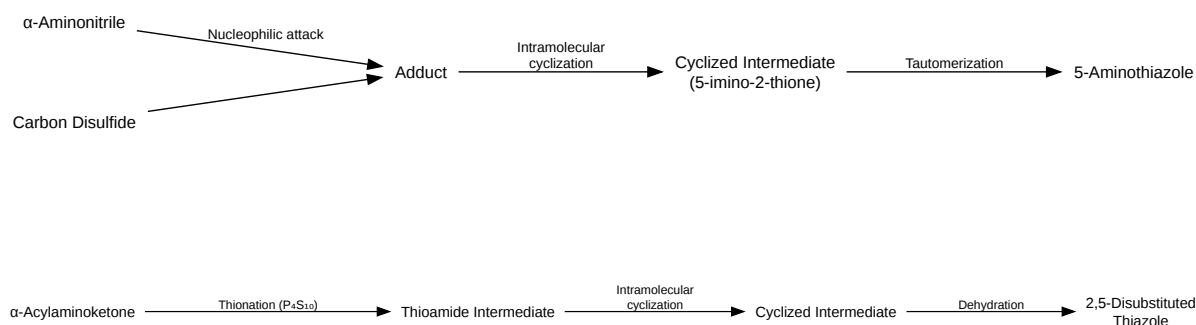 α-Aminonitrile
Nucleophilic attack
Carbon Disulfide
Adduct
Intramolecular
cyclization
Cyclized Intermediate
(5-imino-2-thione)
Tautomerization
5-Aminothiazole
α-Acylaminoketone
Thionation (P₄S₁₀)
Thioamide Intermediate
Intramolecular
cyclization
Cyclized Intermediate
Dehydration
2,5-Disubstituted
Thiazole